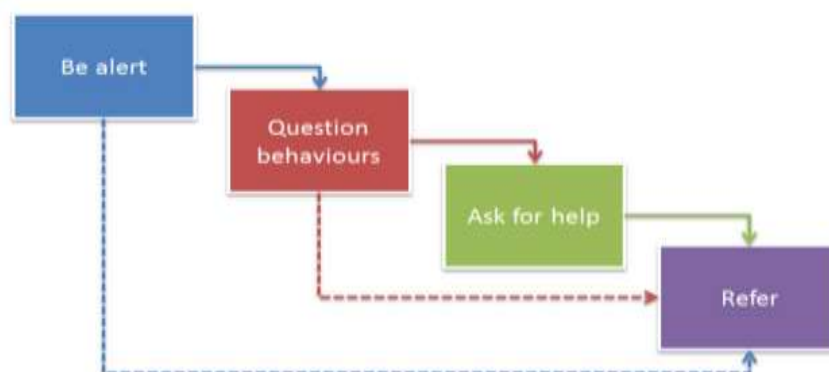 Be alert
Question
behaviours
Ask for help
Refer